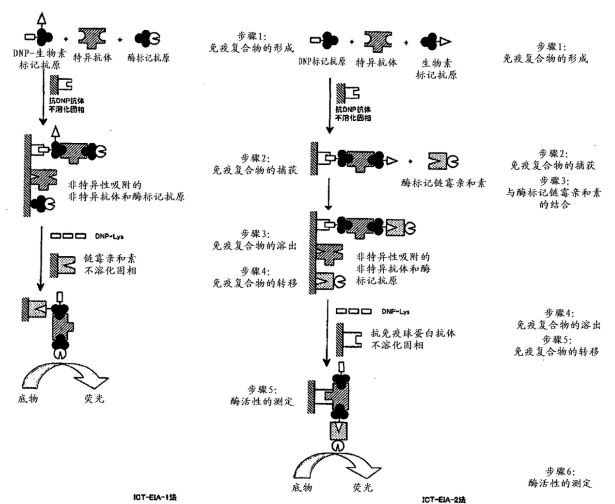 DNP-生物素
标记抗原
特异抗体
酶标记抗原
步骤1:
免疫复合物的形成
抗DNP抗体
不溶化固相
非特异性吸附的
非特异抗体和酶标记抗原
步骤2:
免疫复合物的捕获
DNP-Lys
链霉亲和素
不溶化固相
步骤3:
免疫复合物的溶出
步骤4:
免疫复合物的转移
底物
荧光
步骤5:
酶活性的测定
ICT-EIA-1法
DNP标记抗原
特异抗体
生物素
标记抗原
步骤1:
免疫复合物的形成
抗DNP抗体
不溶化固相
酶标记链霉亲和素
步骤2:
免疫复合物的捕获
步骤3:
与酶标记链霉亲和素
的结合
非特异性吸附的
非特异抗体和酶
标记抗原
DNP-Lys
抗免疫球蛋白抗体
不溶化固相
步骤4:
免疫复合物的溶出
步骤5:
免疫复合物的转移
底物
荧光
步骤6:
酶活性的测定
ICT-EIA-2法